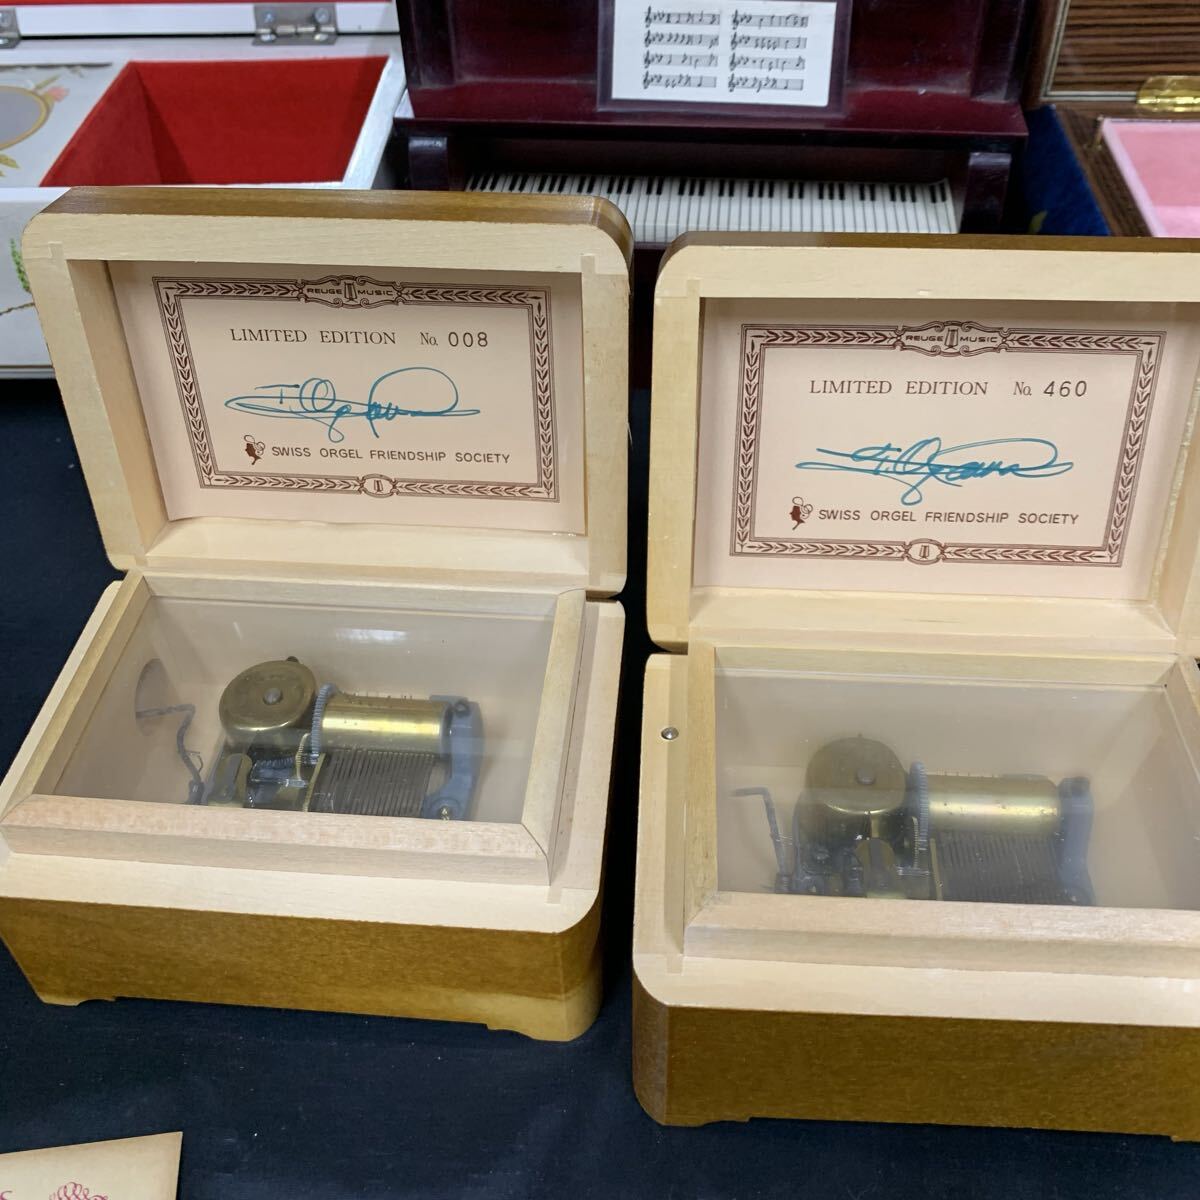 REUGE MUSIC
LIMITED EDITION No. 008
SWISS ORGEL FRIENDSHIP SOCIETY
REUGE MUSIC
LIMITED EDITION No. 460
SWISS ORGEL FRIENDSHIP SOCIETY